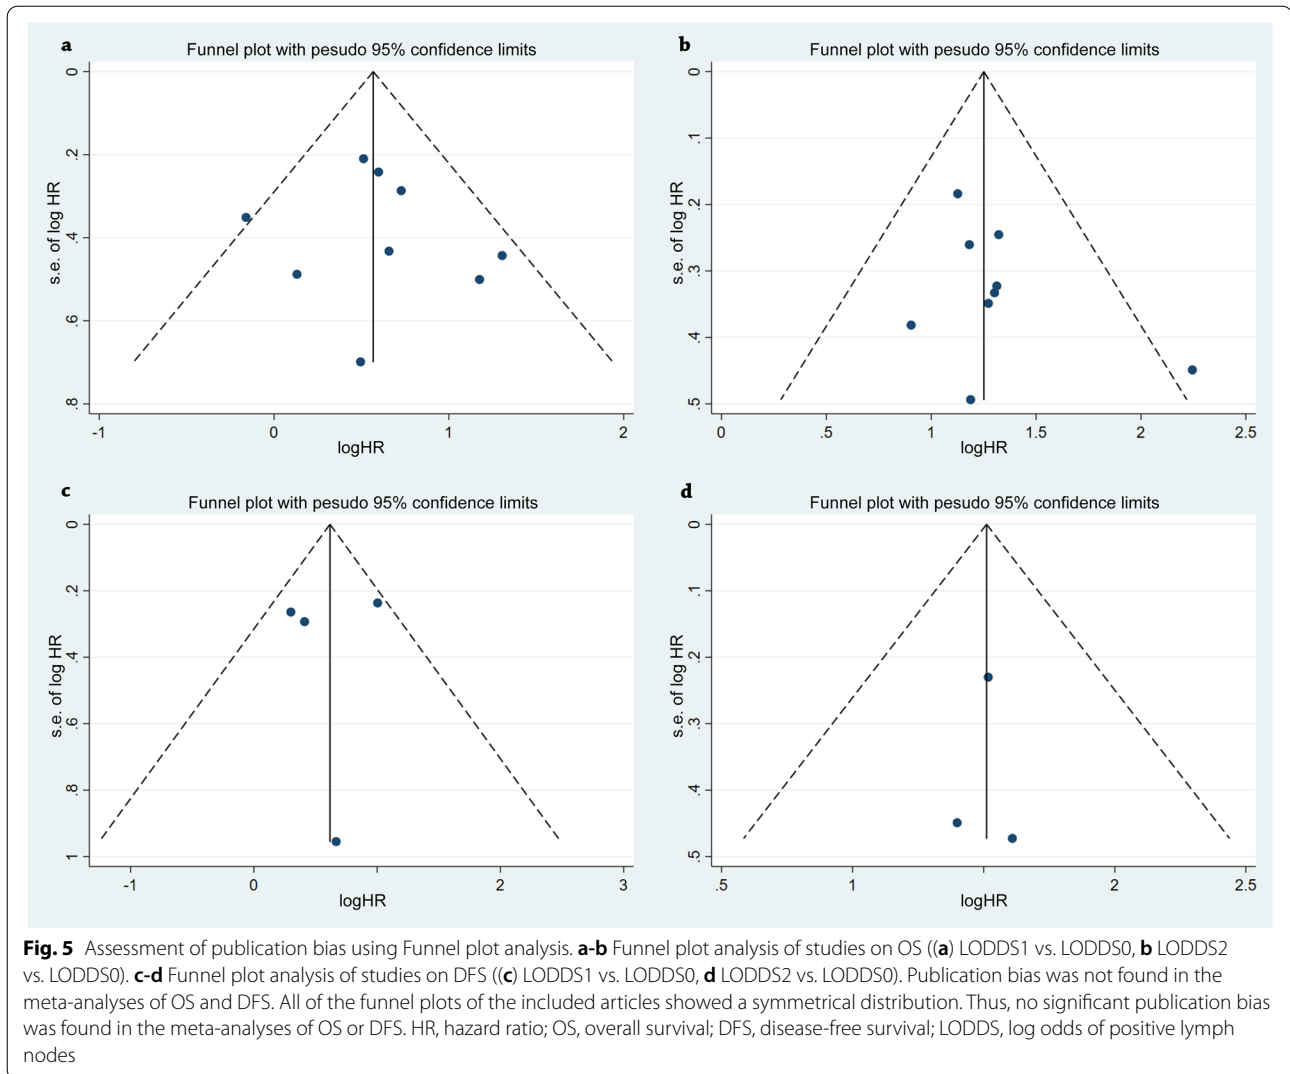 a
Funnel plot with pesudo 95% confidence limits
0
.2
.4
.6
.8
s.e. of log HR
-1
0
1
2
logHR
b
Funnel plot with pesudo 95% confidence limits
0
.1
.2
.3
.4
.5
s.e. of log HR
0
.5
1
1.5
2
2.5
logHR
c
Funnel plot with pesudo 95% confidence limits
0
.2
.4
.6
.8
1
s.e. of log HR
-1
0
2
3
logHR
d
Funnel plot with pesudo 95% confidence limits
0
.1
.2
.3
.4
.5
s.e. of log HR
.5
1
2
2.5
logHR
Fig. 5 Assessment of publication bias using Funnel plot analysis. a-b Funnel plot analysis of studies on OS ((a) LODDS1 vs. LODDS0, b LODDS2
vs. LODDS0). c-d Funnel plot analysis of studies on DFS ((c) LODDS1 vs. LODDS0, d LODDS2 vs. LODDS0). Publication bias was not found in the
meta-analyses of OS and DFS. All of the funnel plots of the included articles showed a symmetrical distribution. Thus, no significant publication bias
was found in the meta-analyses of OS or DFS. HR, hazard ratio; OS, overall survival; DFS, disease-free survival; LODDS, log odds of positive lymph
nodes